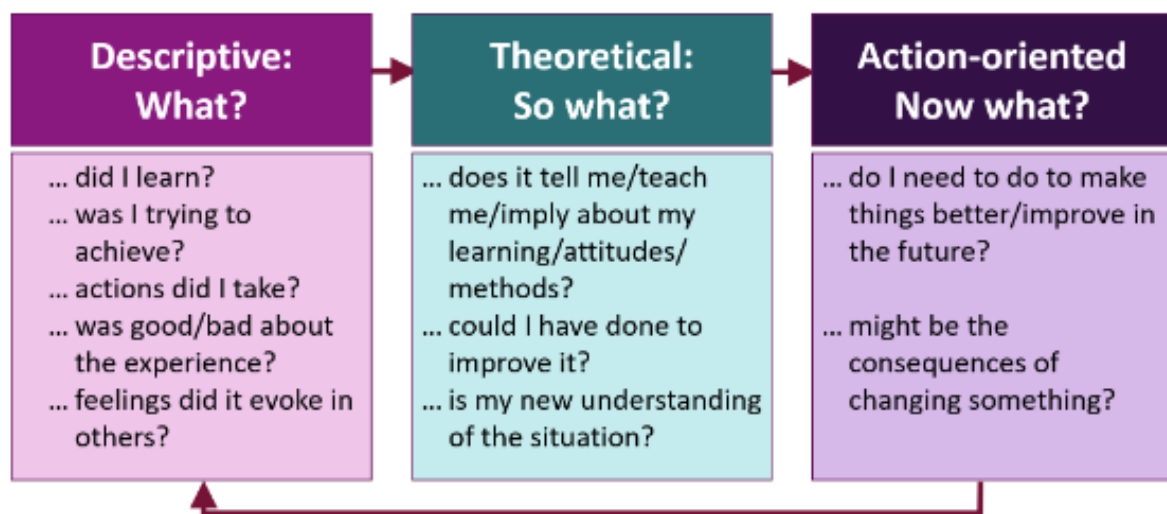 Descriptive:
What?
... did I learn?
... was I trying to
achieve?
... actions did I take?
... was good/bad about
the experience?
... feelings did it evoke in
others?
Theoretical:
So what?
... does it tell me/teach
me/imply about my
learning/attitudes/
methods?
... could I have done to
improve it?
... is my new understanding
of the situation?
Action-oriented
Now what?
... do I need to do to make
things better/improve in
the future?
... might be the
consequences of
changing something?